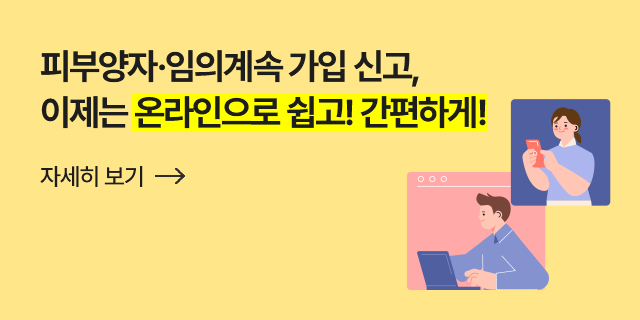 피부양자·임의계속 가입 신고,
이제는 온라인으로 쉽고! 간편하게!
자세히 보기 →